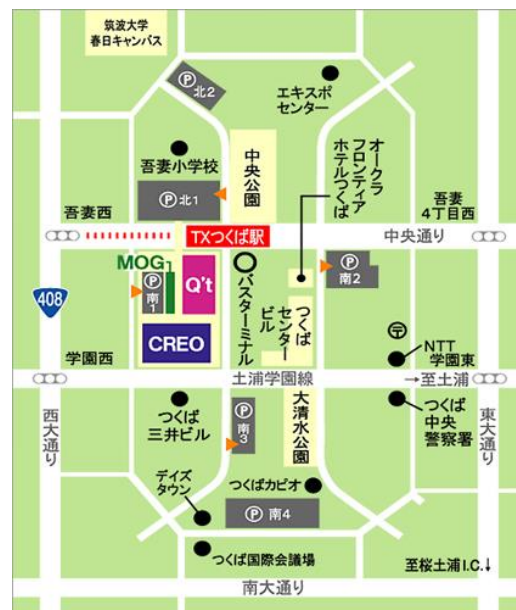 筑波大学
春日キャンパス
Ⓟ
北2
エキスポ
センター
吾妻小学校
中央公園
オークラ
フロンティア
ホテルつくば
Ⓟ北1
吾妻西
吾妻
4丁目西
TXつくば駅
中央通り
MOG1
Ⓟ
南1
Q't
バスターミナル
Ⓟ
南2
408
つくば
センター
ビル
CREO
〒
NTT
学園西
学園東
土浦学園線
→至土浦
西大通り
つくば
三井ビル
Ⓟ
南3
大清水公園
つくば
中央
警察署
東大通り
デイズ
タウン
つくばカピオ
Ⓟ 南4
つくば国際会議場
至桜土浦I.C.↓
南大通り